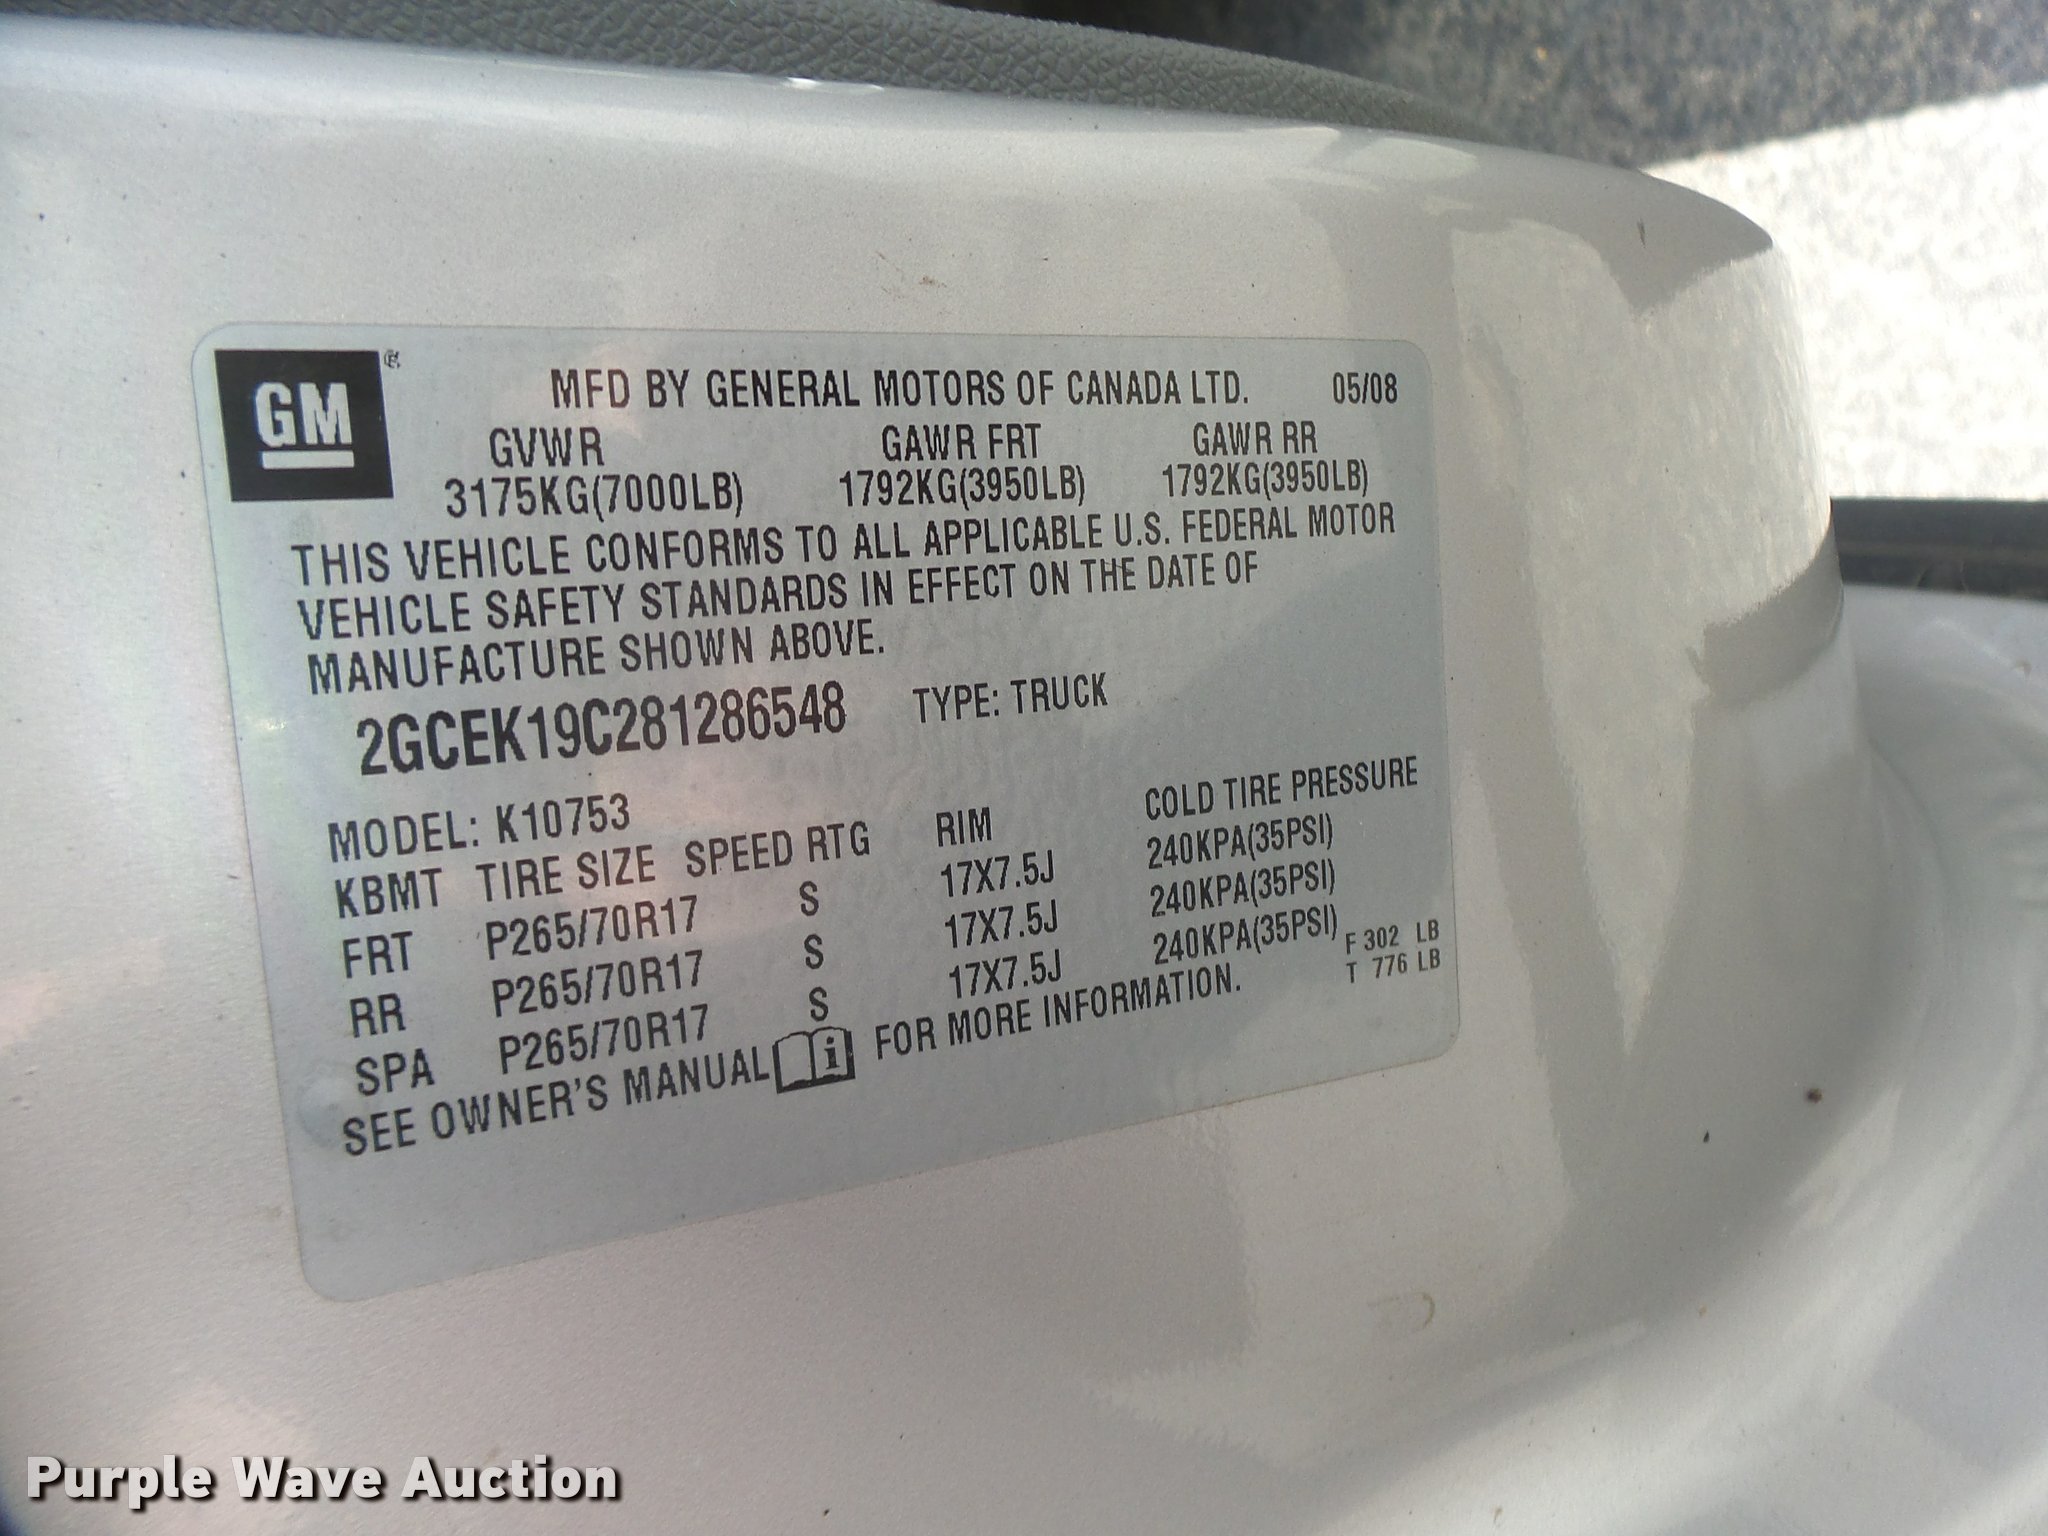 GM ®
MFD BY GENERAL MOTORS OF CANADA LTD. 05/08
GVWR GAWR FRT GAWR RR
3175KG(7000LB) 1792KG(3950LB) 1792KG(3950LB)
THIS VEHICLE CONFORMS TO ALL APPLICABLE U.S. FEDERAL MOTOR
VEHICLE SAFETY STANDARDS IN EFFECT ON THE DATE OF
MANUFACTURE SHOWN ABOVE.
2GCEK19C281286548 TYPE: TRUCK
MODEL: K10753
KBMT TIRE SIZE SPEED RTG RIM COLD TIRE PRESSURE
FRT P265/70R17 S 17X7.5J 240KPA(35PSI)
RR P265/70R17 S 17X7.5J 240KPA(35PSI)
SPA P265/70R17 S 17X7.5J 240KPA(35PSI)
F 302 LB
T 776 LB
SEE OWNER'S MANUAL i FOR MORE INFORMATION.
Purple Wave Auction